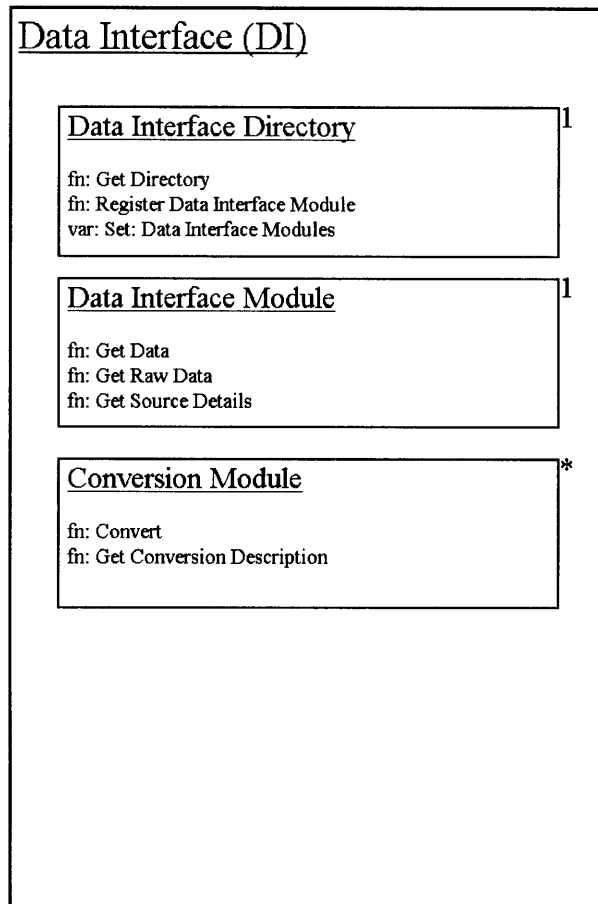 Data Interface (DI)
Data Interface Directory
1
fn: Get Directory
fn: Register Data Interface Module
var: Set: Data Interface Modules
Data Interface Module
1
fn: Get Data
fn: Get Raw Data
fn: Get Source Details
Conversion Module
*
fn: Convert
fn: Get Conversion Description